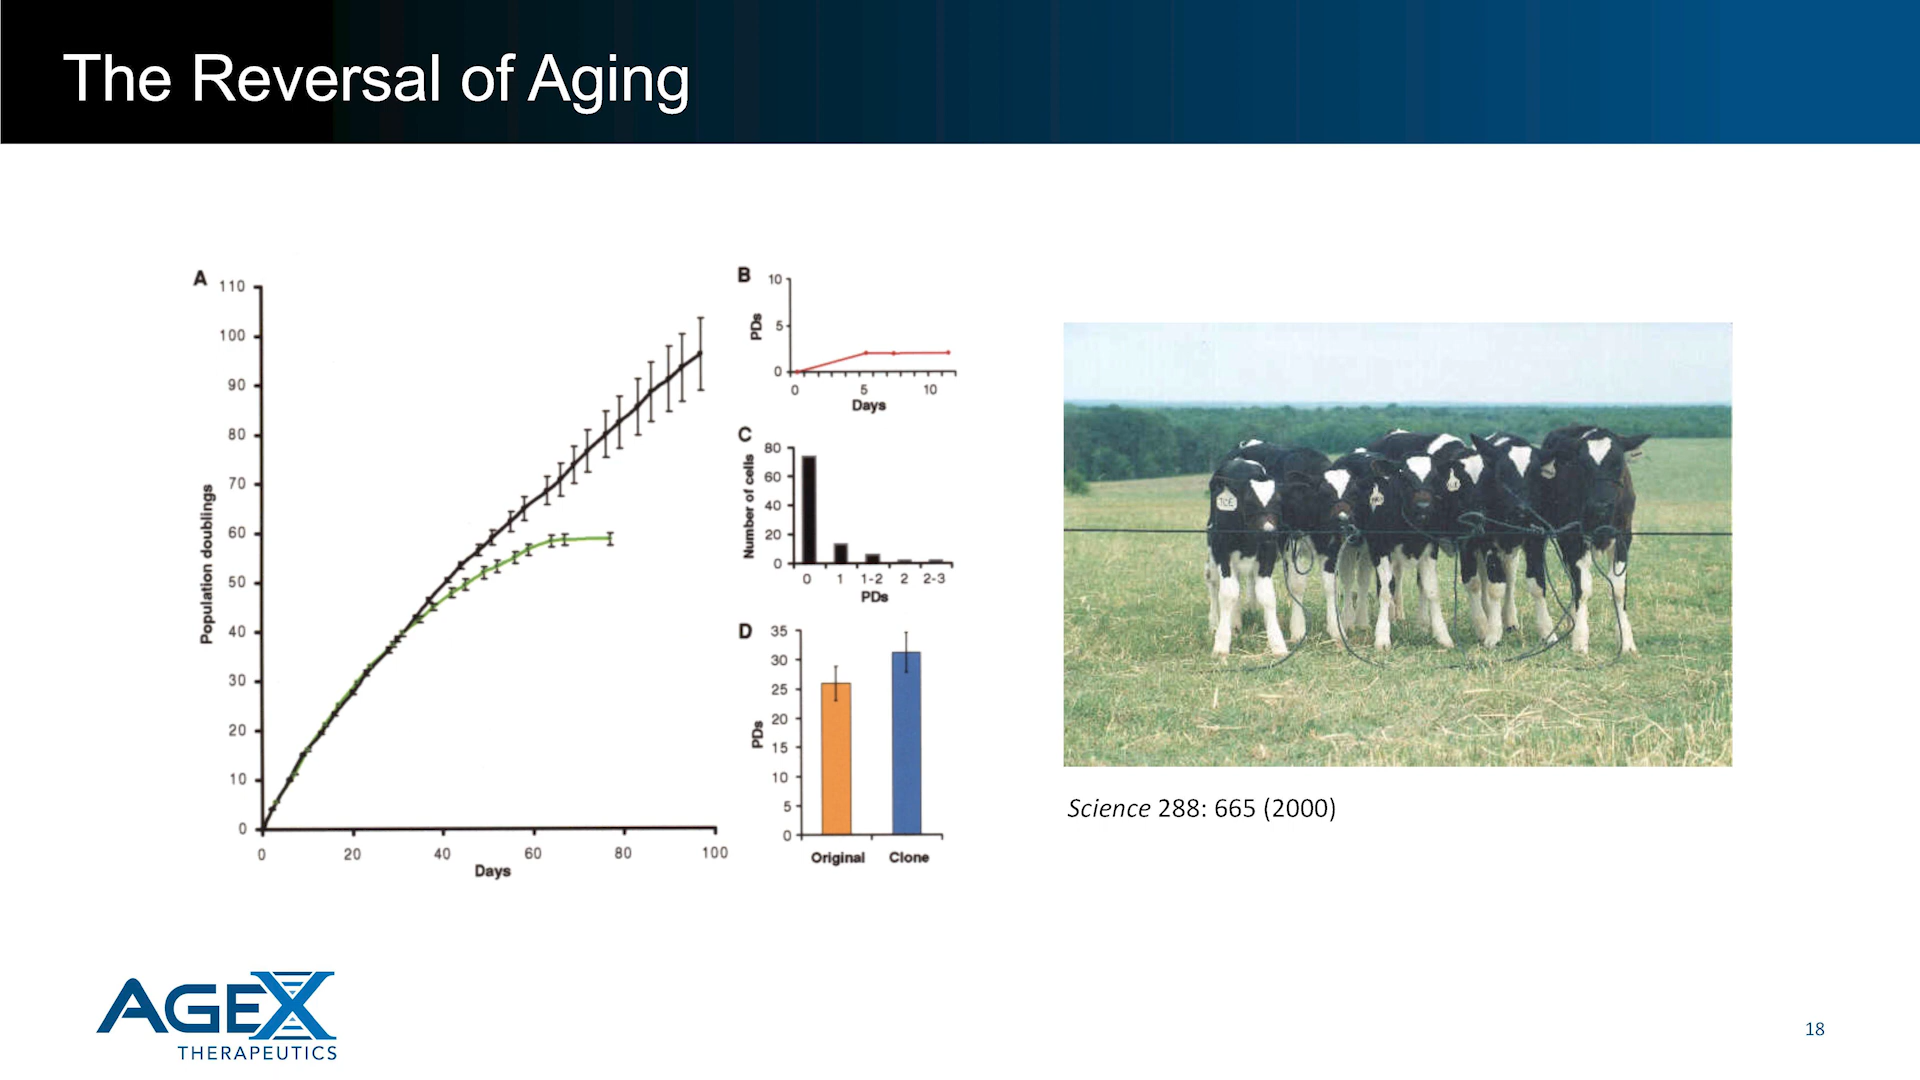 The Reversal of Aging
A
110
100
90
80
70
60
50
40
30
20
10
0
Population doublings
0 20 40 60 80 100
Days
B
10
5
0
PDs
0 5 10
Days
C
80
60
40
20
0
Number of cells
0 1 1-2 2 2-3
PDs
D
35
30
25
20
15
10
5
0
PDs
Original Clone
Science 288: 665 (2000)
AGEX
THERAPEUTICS
18